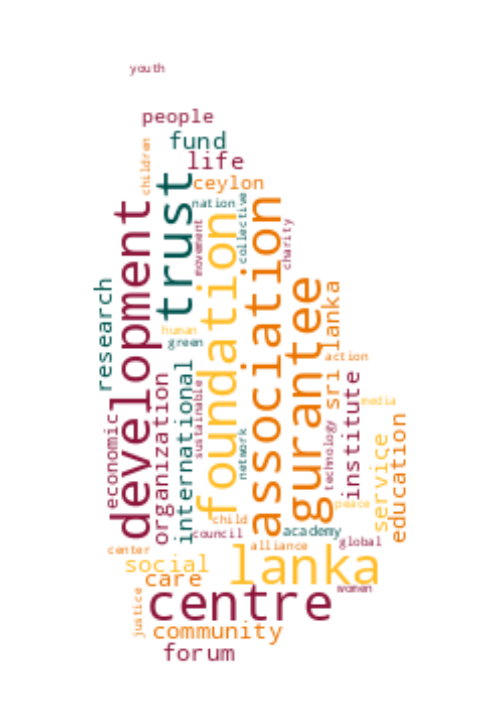 youth
people
fund
children
life
ceylon
trust
nation
collective
development
foundation
association
movement
charity
research
gurantee
sri lanka
human
green
action
international
organization
sustainable
institute
media
economic
network
technology
education
service
peace
child
council
academy
global
center
alliance
social
lanka
care
women
justice
centre
community
forum